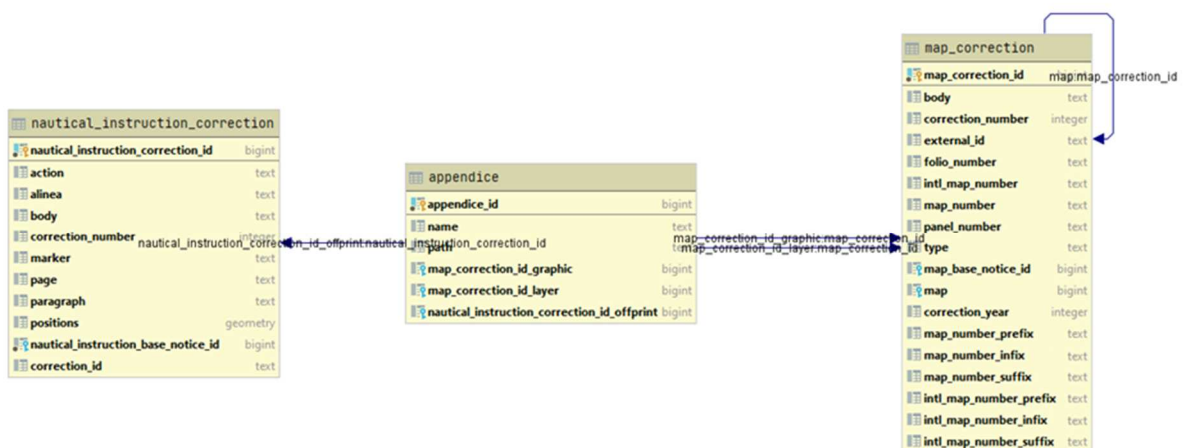 nautical_instruction_correction
nautical_instruction_correction_id bigint
action text
alinea text
body text
correction_number integer
marker text
page text
paragraph text
positions geometry
nautical_instruction_base_notice_id bigint
correction_id text
nautical_instruction_correction_id_offprint:nautical_instruction_correction_id
appendice
appendice_id bigint
name text
path text
map_correction_id_graphic bigint
map_correction_id_layer bigint
nautical_instruction_correction_id_offprint bigint
map_correction_id_graphic:map_correction_id
map_correction_id_layer:map_correction_id
map_correction
map_correction_id bigint
map:map_correction_id
body text
correction_number integer
external_id text
folio_number text
intl_map_number text
map_number text
panel_number text
type text
map_base_notice_id bigint
map bigint
correction_year integer
map_number_prefix text
map_number_infix text
map_number_suffix text
intl_map_number_prefix text
intl_map_number_infix text
intl_map_number_suffix text